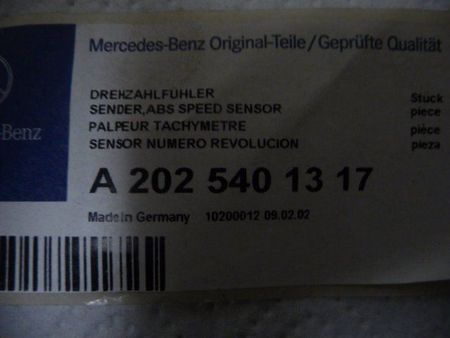 Mercedes-Benz Original-Teile/Geprüfte Qualität
DREHZAHLFÜHLER Stuck
SENDER,ABS SPEED SENSOR piece
PALPEUR TACHYMETRE pièce
SENSOR NUMERO REVOLUCION pieza
-Benz
A 202 540 13 17
Made in Germany 10200012 09.02.02